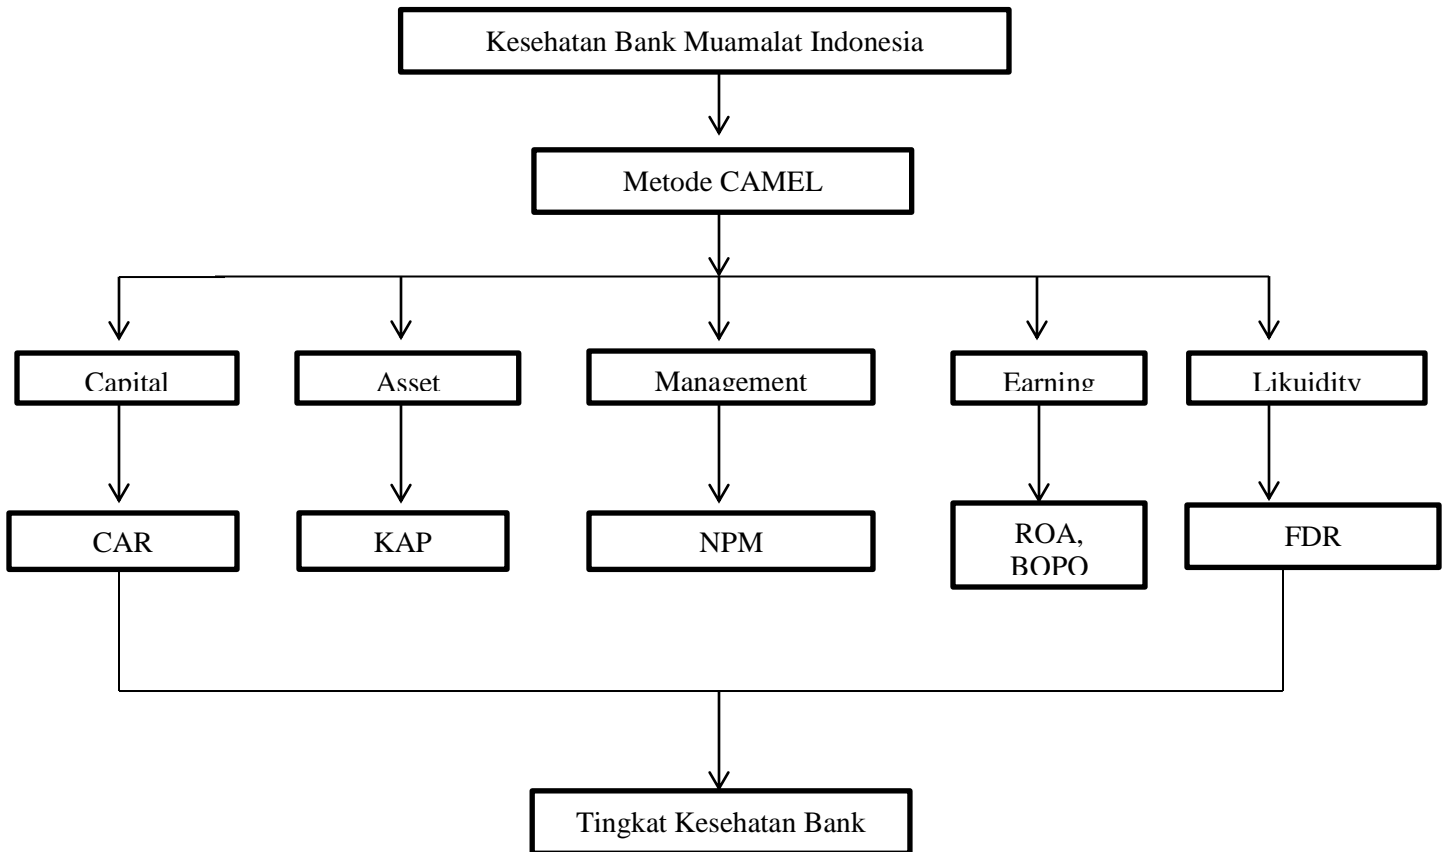 Kesehatan Bank Muamalat Indonesia
Metode CAMEL
Capital
Asset
Management
Earning
Likuidity
CAR
KAP
NPM
ROA,
BOPO
FDR
Tingkat Kesehatan Bank